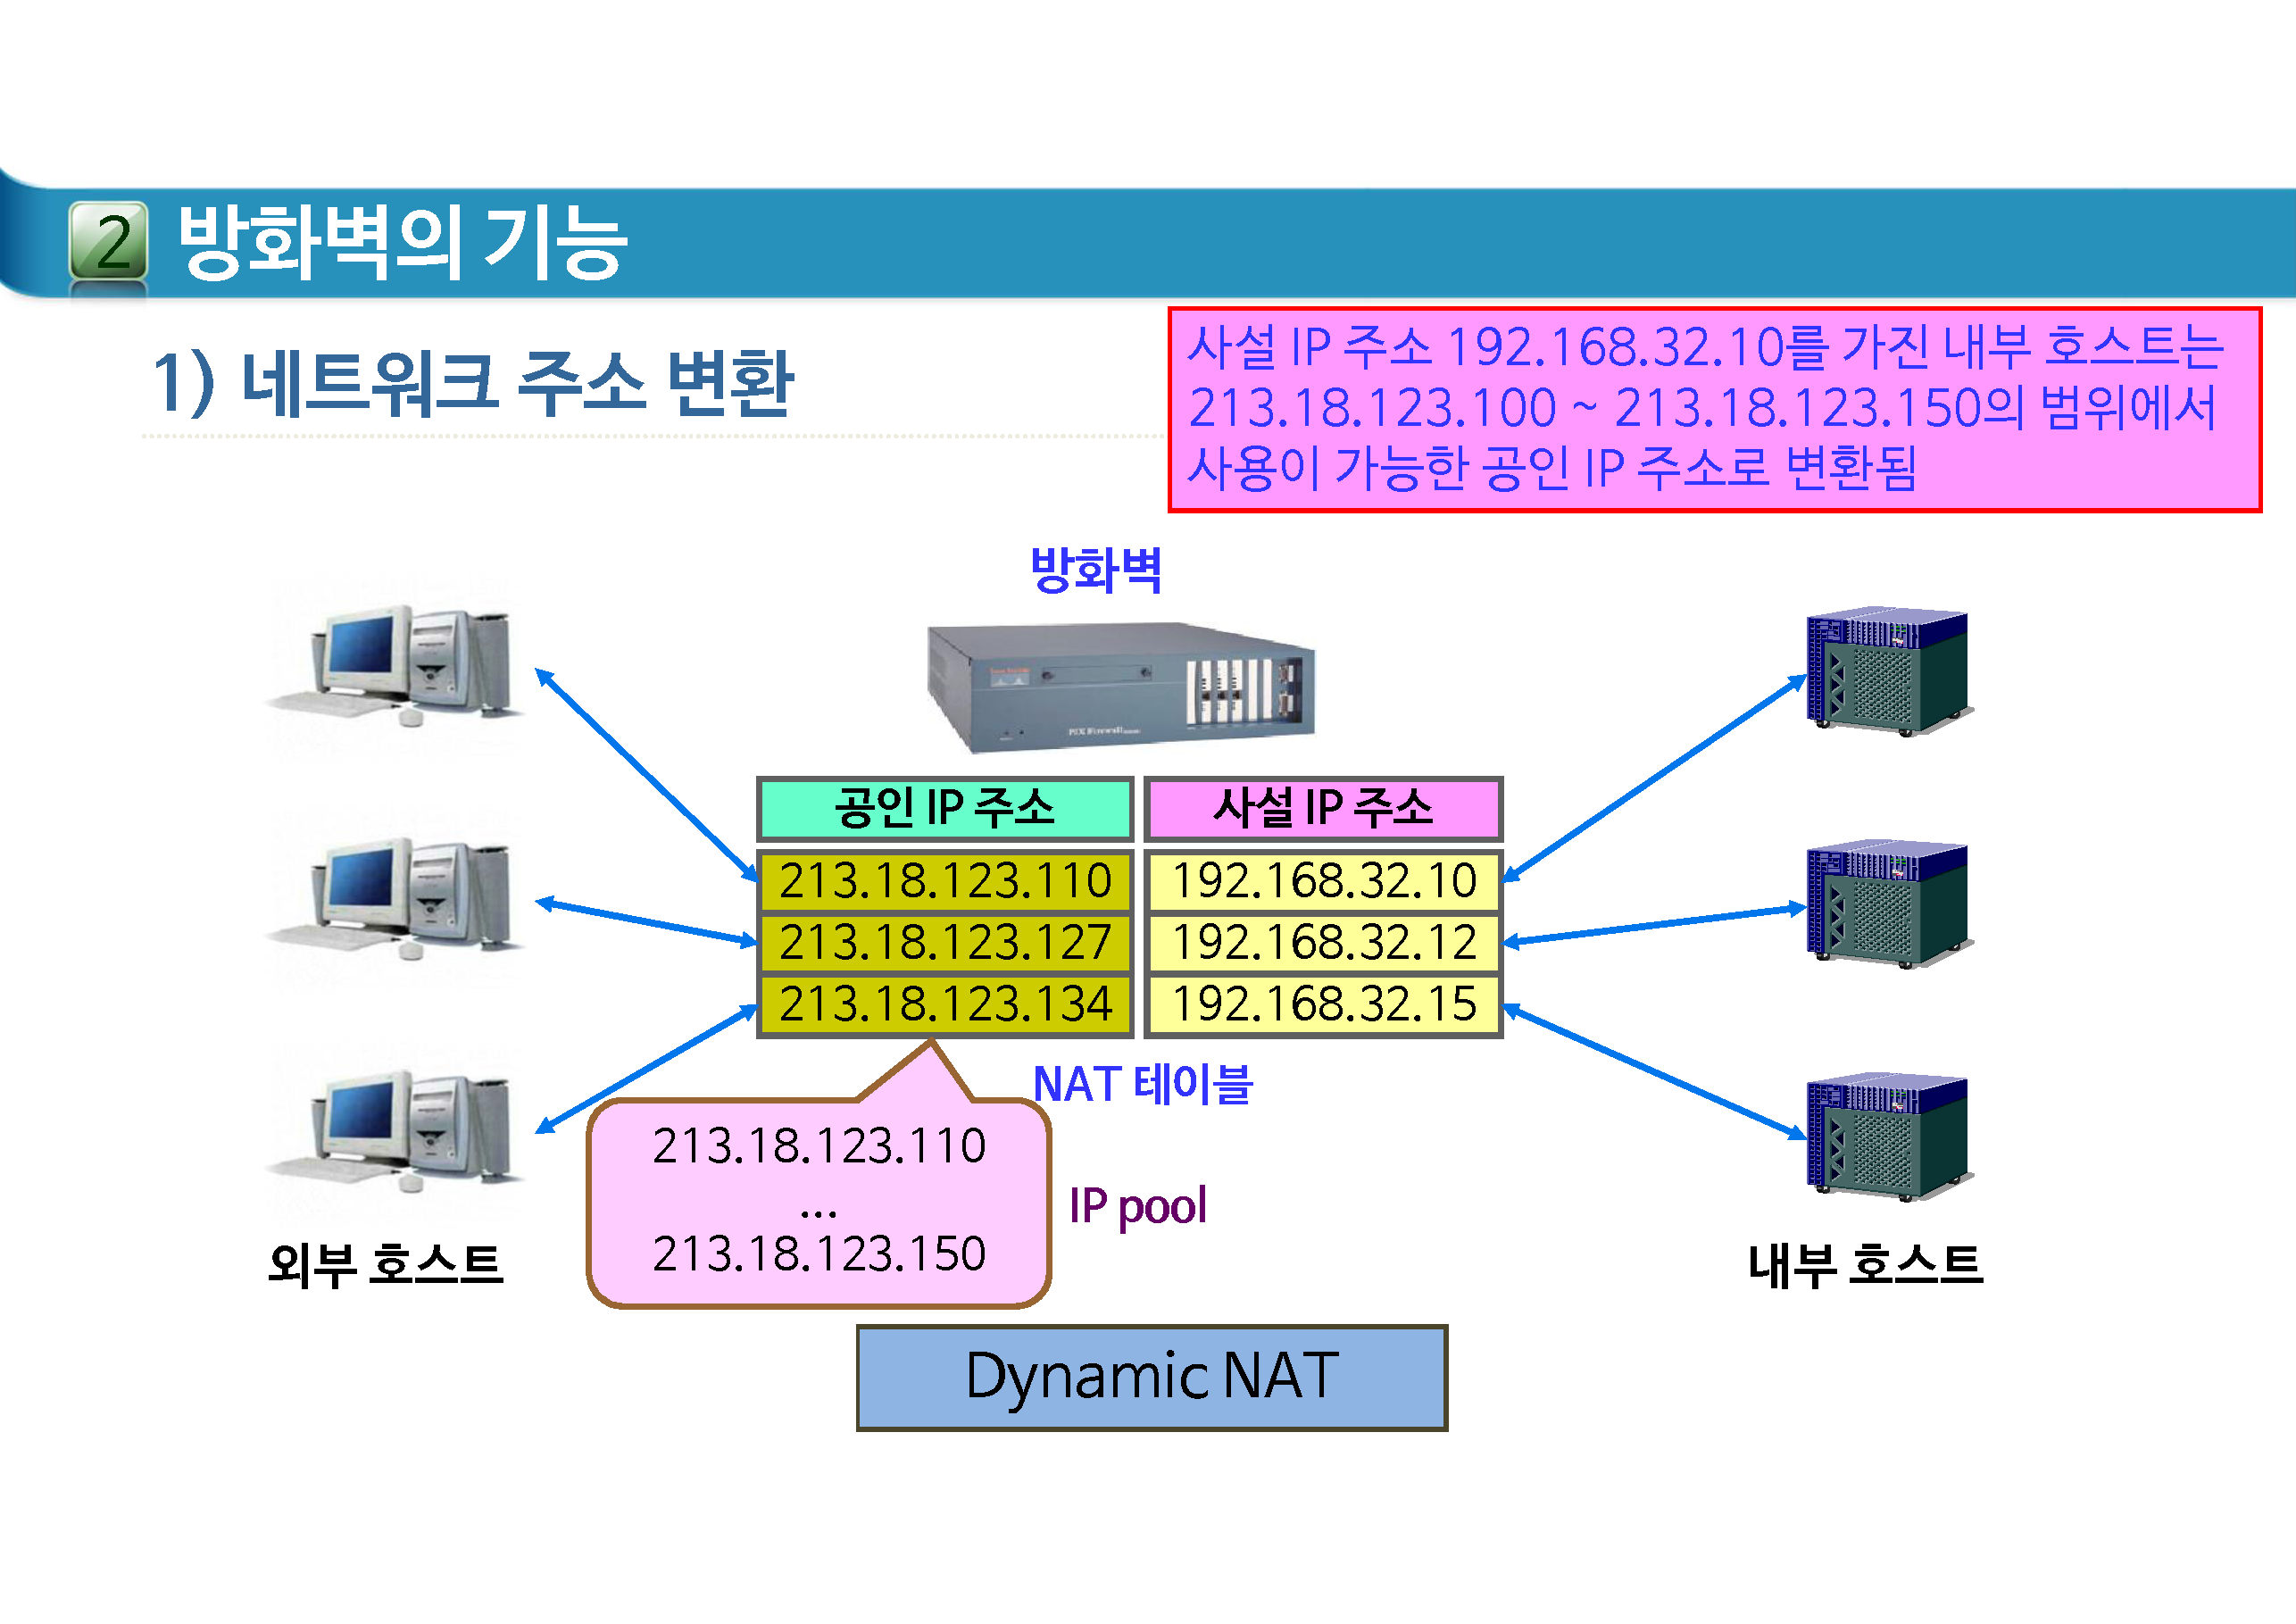 2 방화벽의 기능
1) 네트워크 주소 변환
사설 IP 주소 192.168.32.10를 가진 내부 호스트는
213.18.123.100 ~ 213.18.123.150의 범위에서
사용이 가능한 공인 IP 주소로 변환됨
방화벽
PIX Firewall
공인 IP 주소 사설 IP 주소
213.18.123.110 192.168.32.10
213.18.123.127 192.168.32.12
213.18.123.134 192.168.32.15
NAT 테이블
213.18.123.110
...
213.18.123.150
IP pool
외부 호스트
내부 호스트
Dynamic NAT